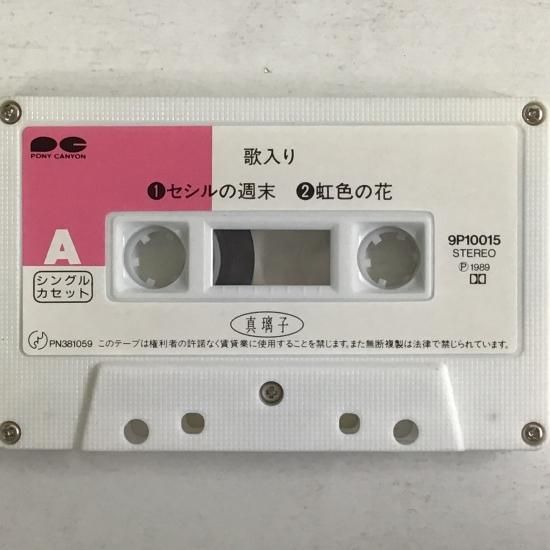 PC
PONY CANYON
歌入り
❶セシルの週末 ❷虹色の花
A
シングル
カセット
9P10015
STEREO
Ⓟ1989
真璃子
PN381059 このテープは権利者の許諾なく賃貸業に使用することを禁じます。また無断複製は法律で禁じられています。